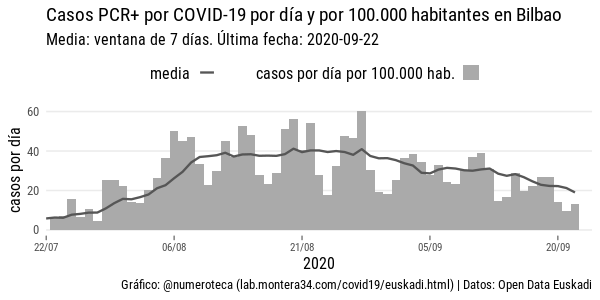 Casos PCR+ por COVID-19 por día y por 100.000 habitantes en Bilbao
Media: ventana de 7 días. Última fecha: 2020-09-22
media casos por día por 100.000 hab.
casos por día
60
40
20
0
22/07 06/08 21/08 05/09 20/09
2020
Gráfico: @numeroteca (lab.montera34.com/covid19/euskadi.html) | Datos: Open Data Euskadi